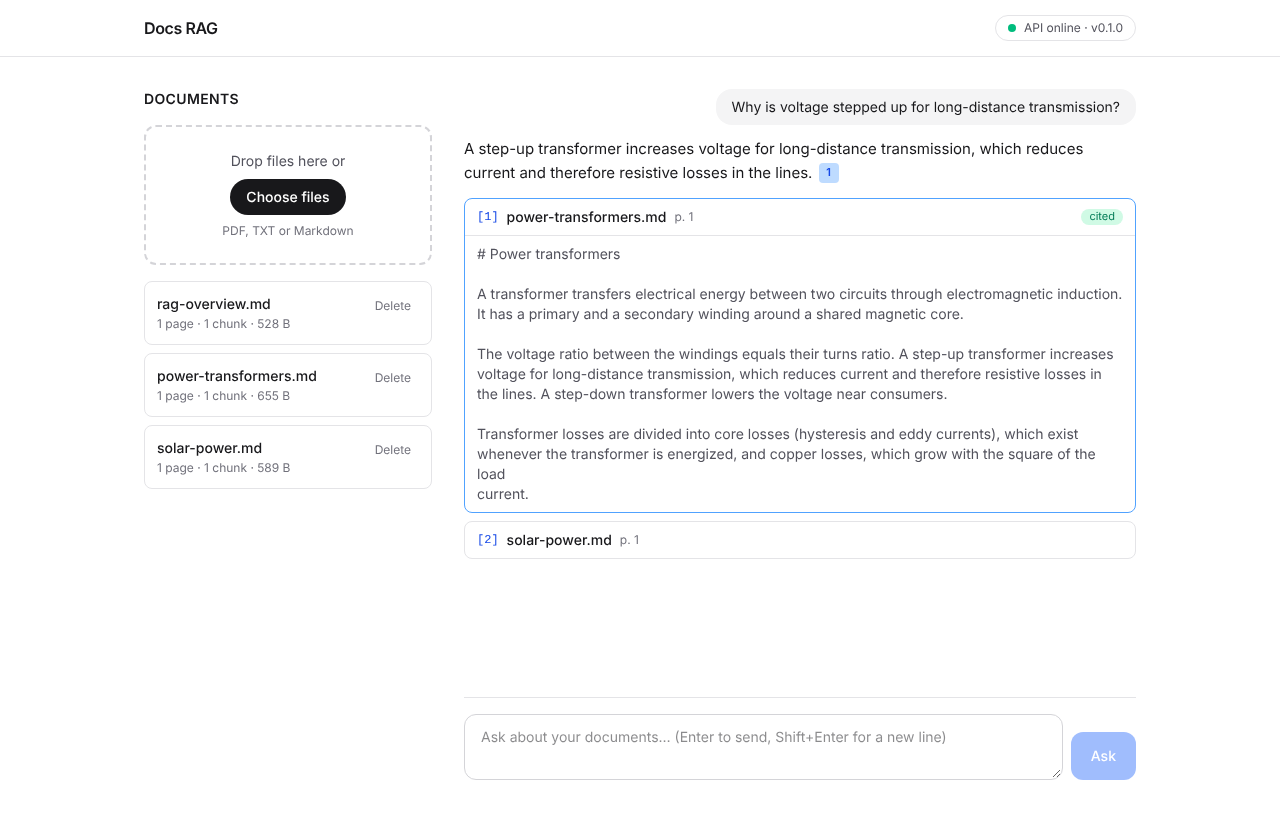 Docs RAG
API online · v0.1.0
DOCUMENTS
Drop files here or
Choose files
PDF, TXT or Markdown
rag-overview.md
Delete
1 page · 1 chunk · 528 B
power-transformers.md
Delete
1 page · 1 chunk · 655 B
solar-power.md
Delete
1 page · 1 chunk · 589 B
Why is voltage stepped up for long-distance transmission?
A step-up transformer increases voltage for long-distance transmission, which reduces
current and therefore resistive losses in the lines. 1
[1] power-transformers.md p. 1 cited
# Power transformers
A transformer transfers electrical energy between two circuits through electromagnetic induction.
It has a primary and a secondary winding around a shared magnetic core.
The voltage ratio between the windings equals their turns ratio. A step-up transformer increases
voltage for long-distance transmission, which reduces current and therefore resistive losses in
the lines. A step-down transformer lowers the voltage near consumers.
Transformer losses are divided into core losses (hysteresis and eddy currents), which exist
whenever the transformer is energized, and copper losses, which grow with the square of the
load
current.
[2] solar-power.md p. 1
Ask about your documents... (Enter to send, Shift+Enter for a new line)
Ask